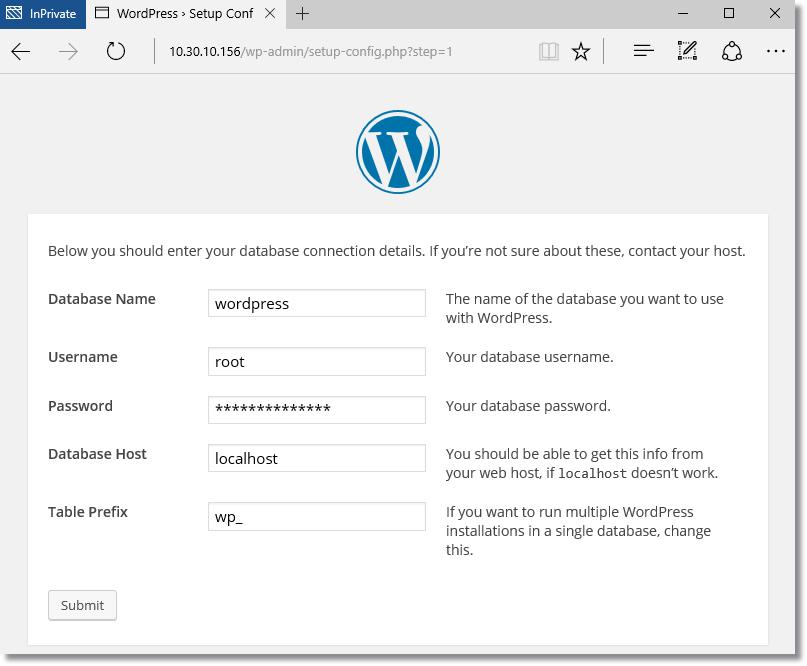 InPrivate
WordPress › Setup Conf
10.30.10.156/wp-admin/setup-config.php?step=1
Below you should enter your database connection details. If you’re not sure about these, contact your host.
Database Name
wordpress
The name of the database you want to use
with WordPress.
Username
root
Your database username.
Password
**************
Your database password.
Database Host
localhost
You should be able to get this info from
your web host, if localhost doesn’t work.
Table Prefix
wp_
If you want to run multiple WordPress
installations in a single database, change
this.
Submit